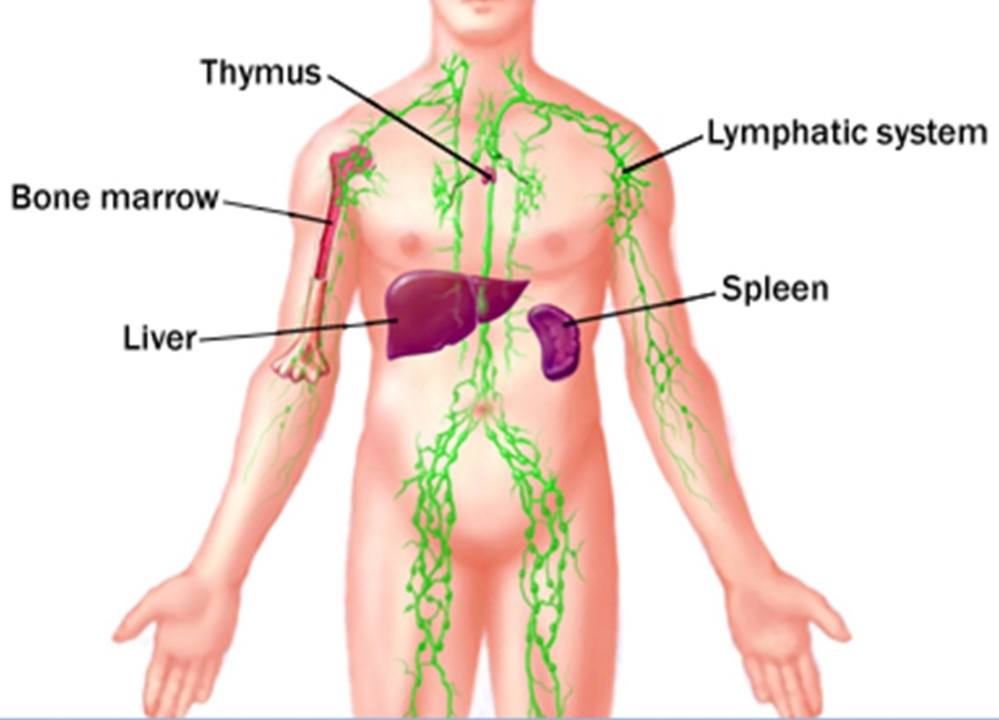 Thymus
Lymphatic system
Bone marrow
Spleen
Liver